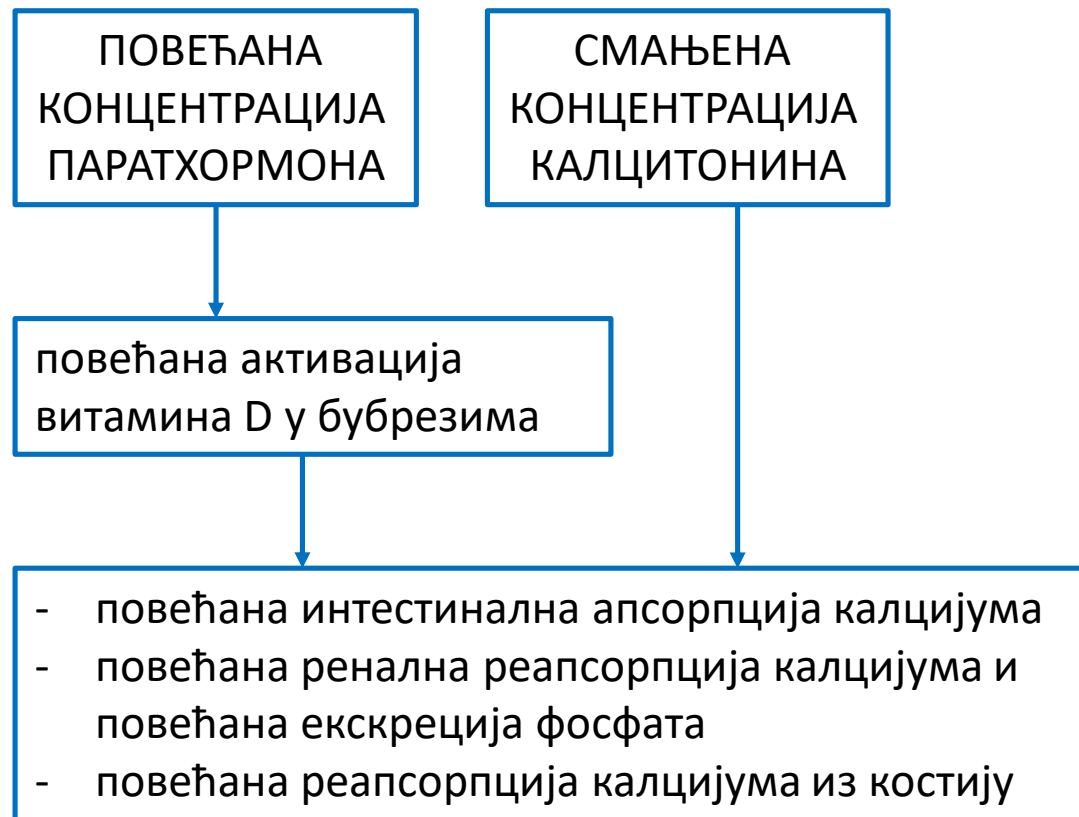 ПОВЕЋАНА
КОНЦЕНТРАЦИЈА
ПАРАТХОРМОНА
СМАЊЕНА
КОНЦЕНТРАЦИЈА
КАЛЦИТОНИНА
повећана активација
витамина D у бубрезима
- повећана интестинална апсорпција калцијума
- повећана ренална реапсорпција калцијума и
повећана екскреција фосфата
- повећана реапсорпција калцијума из костију